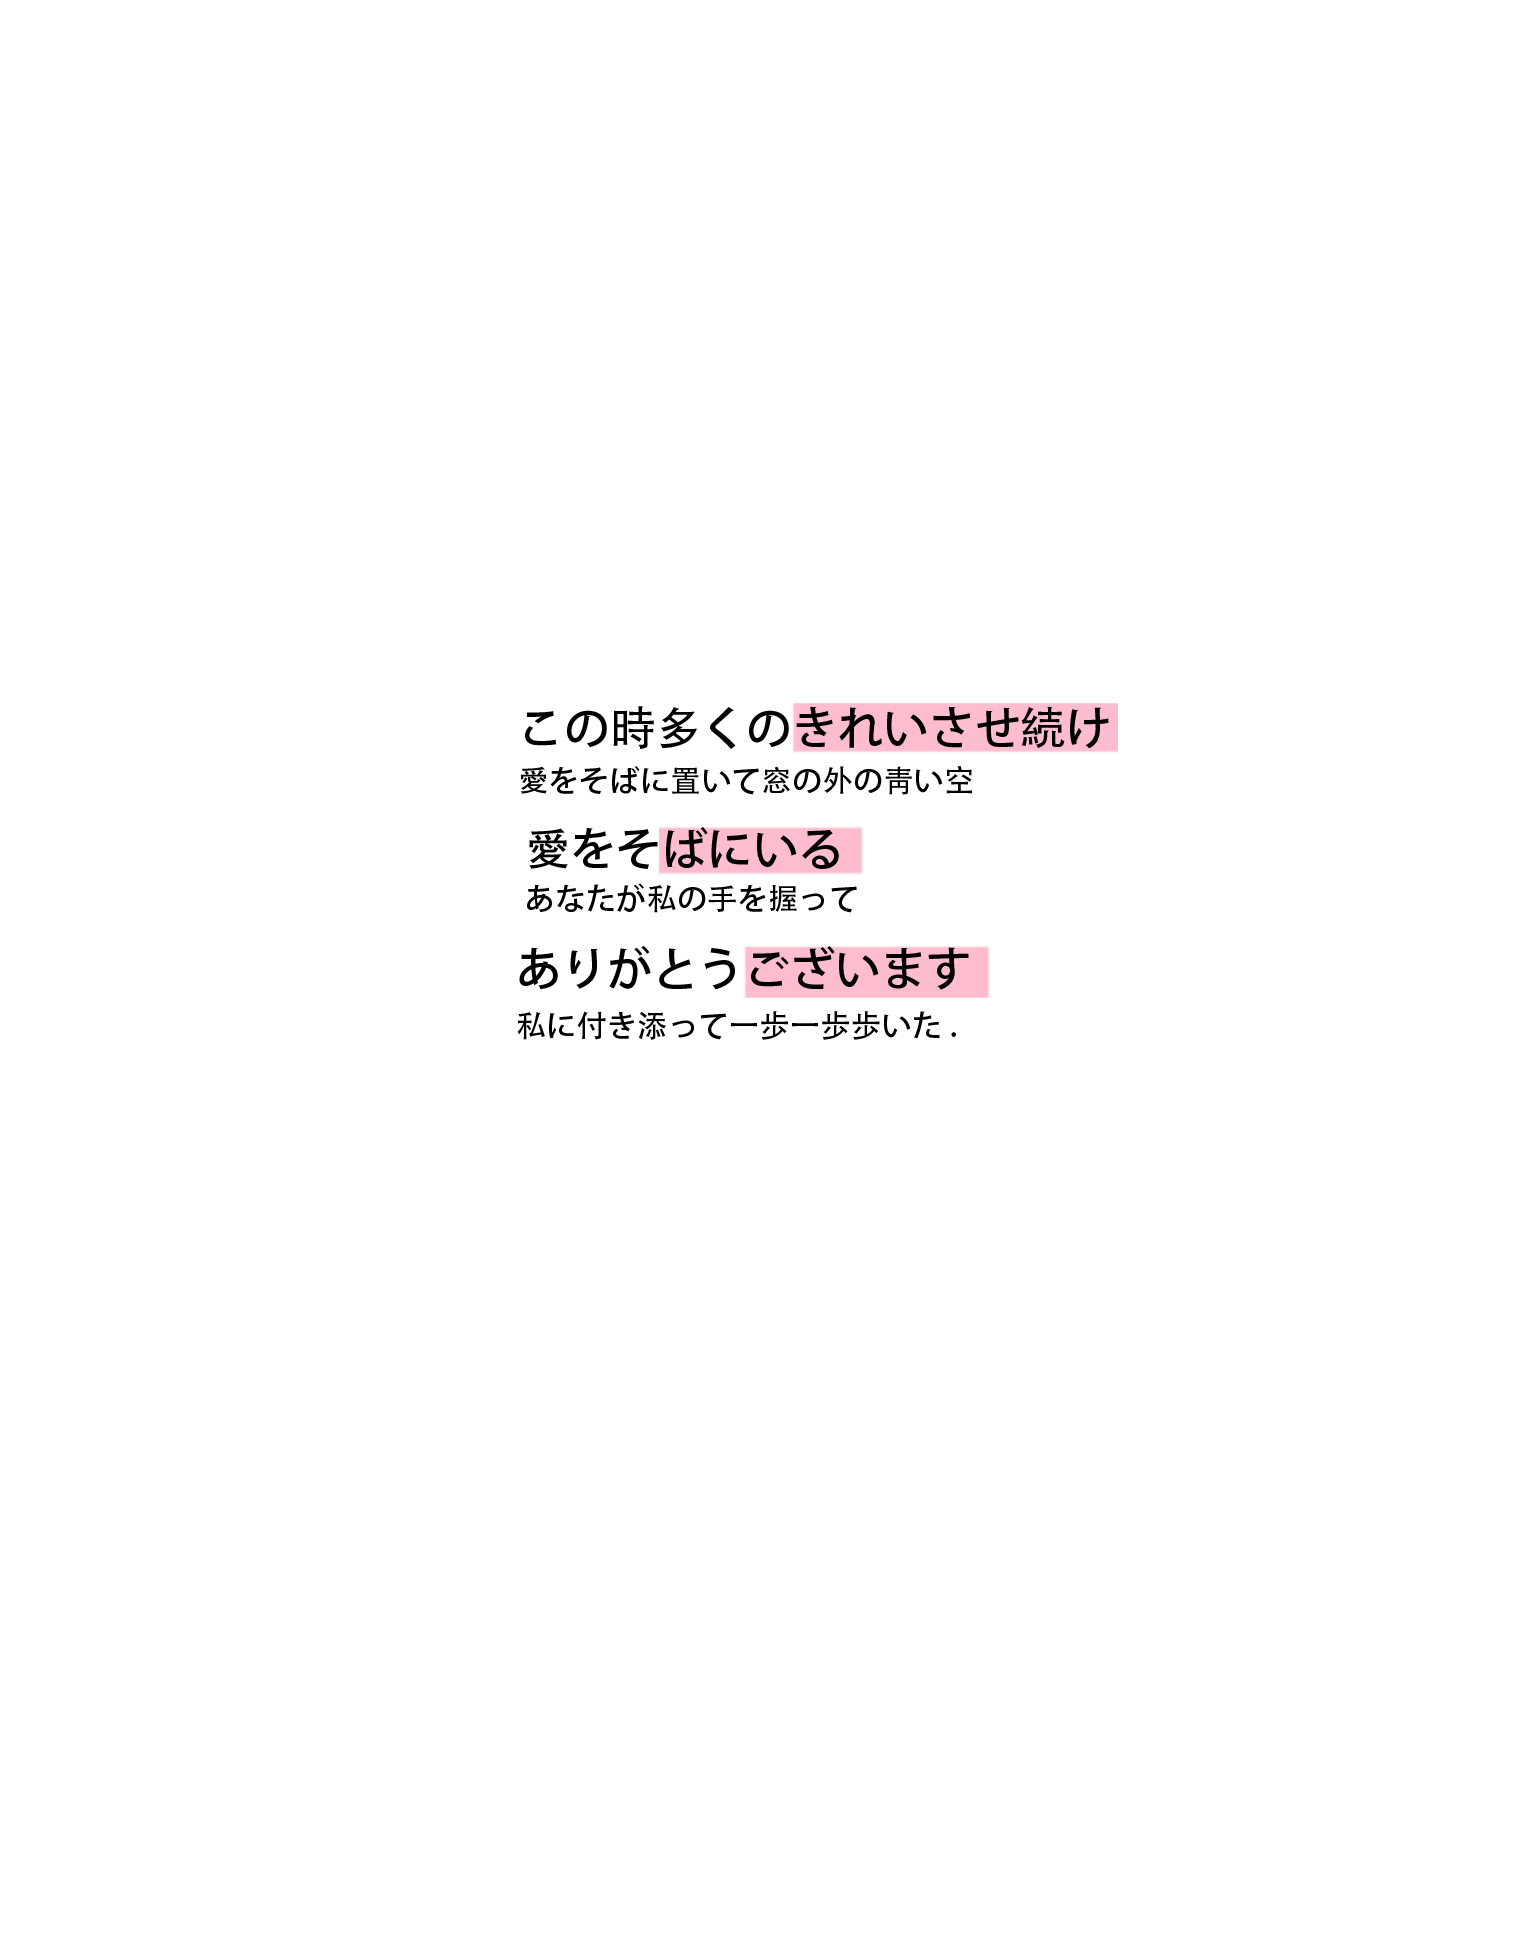 この時多くのきれいさせ続け
愛をそばに置いて窓の外の靑い空
愛をそばにいる
あなたが私の手を握って
ありがとうございます
私に付き添って一歩一歩歩いた .